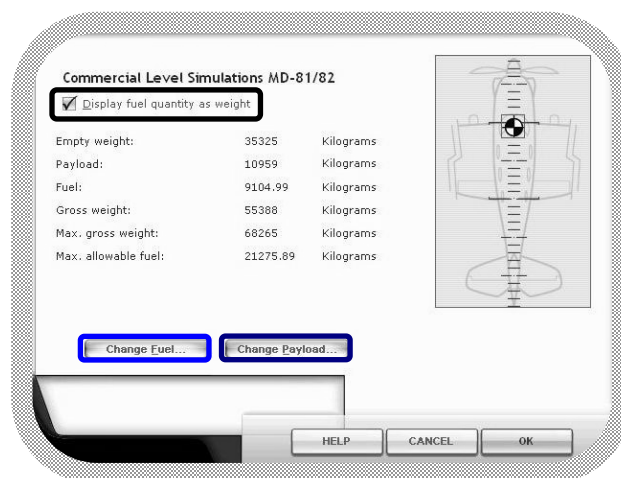 Commercial Level Simulations MD-81/82
Display fuel quantity as weight
Empty weight: 35325 Kilograms
Payload: 10959 Kilograms
Fuel: 9104.99 Kilograms
Gross weight: 55388 Kilograms
Max. gross weight: 68265 Kilograms
Max. allowable fuel: 21275.89 Kilograms
Change Fuel... Change Payload...
HELP CANCEL OK